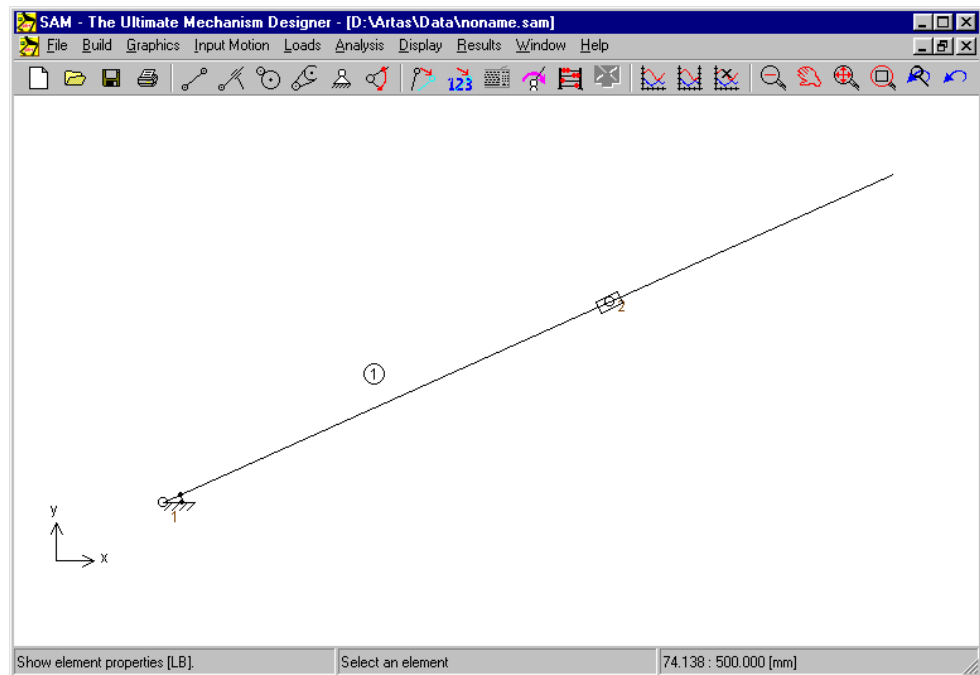 SAM - The Ultimate Mechanism Designer - [D:\Artas\Data\noname.sam]
File Build Graphics Input Motion Loads Analysis Display Results Window Help
123
2
1
1
y
x
Show element properties [LB]. Select an element 74.138 : 500.000 [mm]